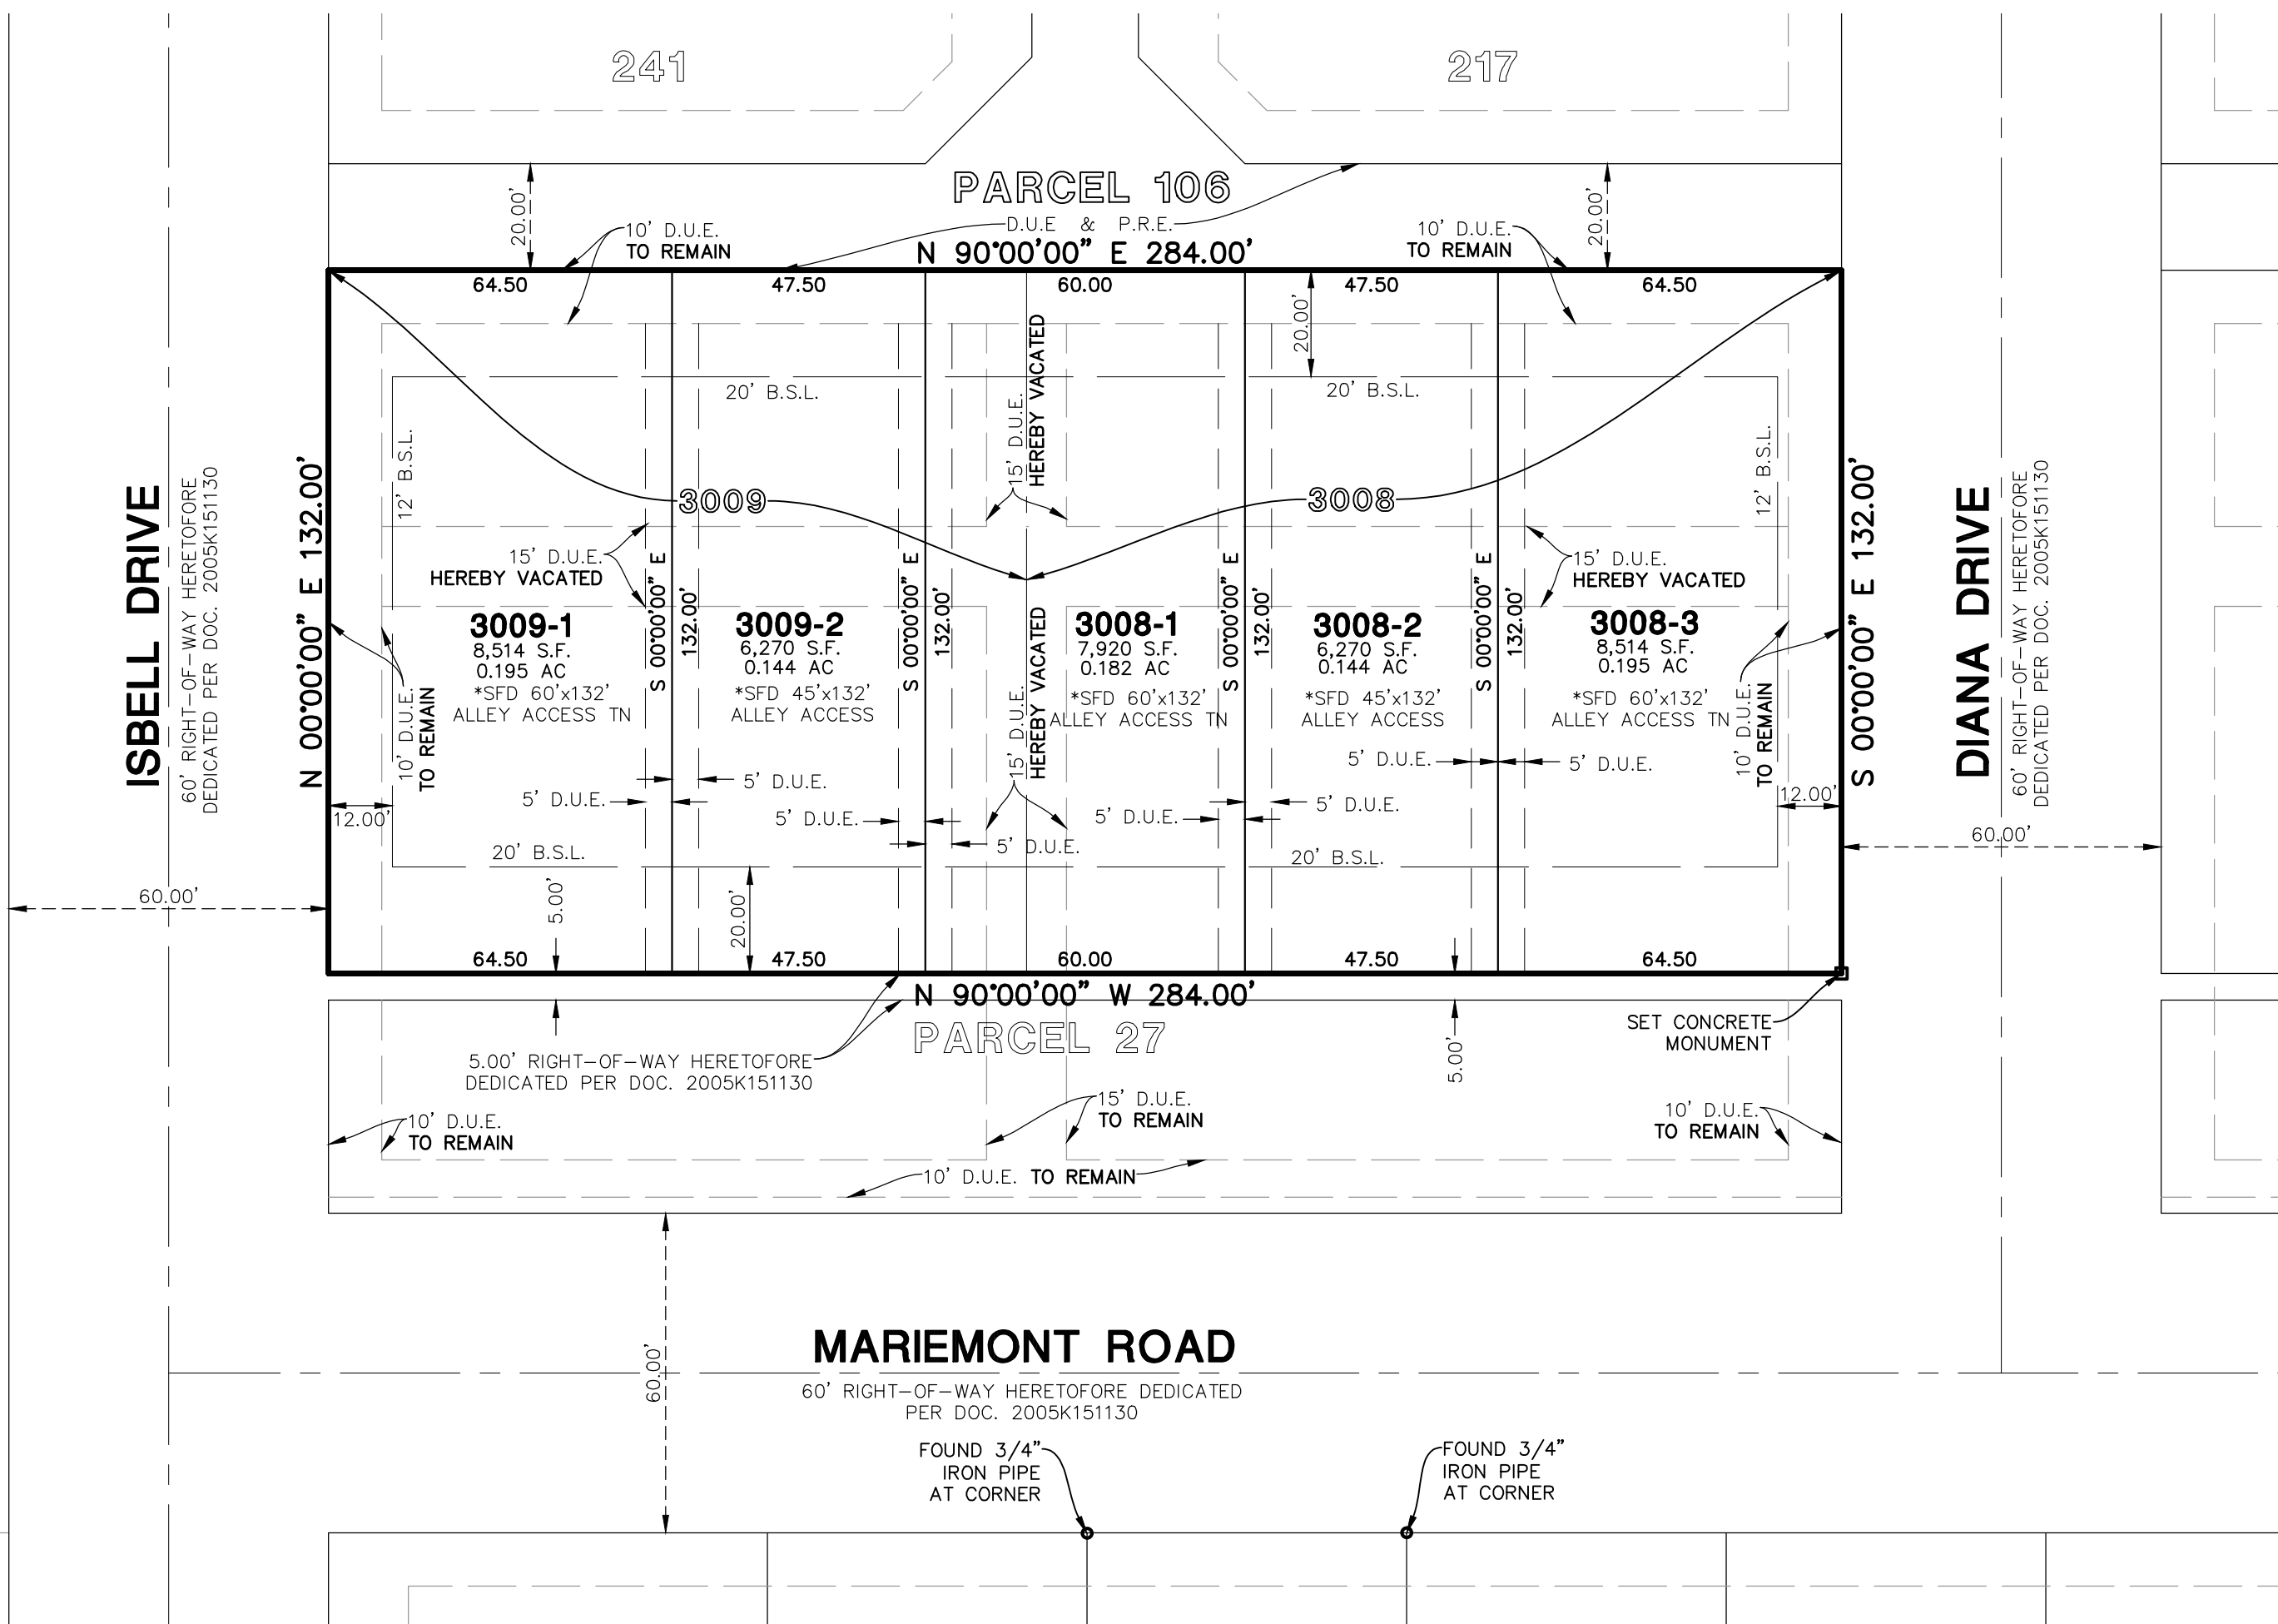 241
217
PARCEL 106
D.U.E & P.R.E.
20.00'
20.00'
10' D.U.E.
TO REMAIN
10' D.U.E.
TO REMAIN
N 90°00'00" E 284.00'
64.50
47.50
60.00
47.50
64.50
20.00'
20' B.S.L.
20' B.S.L.
12' B.S.L.
12' B.S.L.
15' D.U.E.
HEREBY VACATED
3009
3008
ISBELL DRIVE
60' RIGHT-OF-WAY HERETOFORE
DEDICATED PER DOC. 2005K151130
N 00°00'00" E 132.00'
S 00°00'00" E 132.00'
DIANA DRIVE
60' RIGHT-OF-WAY HERETOFORE
DEDICATED PER DOC. 2005K151130
15' D.U.E.
HEREBY VACATED
15' D.U.E.
HEREBY VACATED
S 00°00'00" E
132.00'
S 00°00'00" E
132.00'
S 00°00'00" E
132.00'
S 00°00'00" E
132.00'
3009-1
8,514 S.F.
0.195 AC
*SFD 60'x132'
ALLEY ACCESS TN
3009-2
6,270 S.F.
0.144 AC
*SFD 45'x132'
ALLEY ACCESS
3008-1
7,920 S.F.
0.182 AC
*SFD 60'x132'
ALLEY ACCESS TN
3008-2
6,270 S.F.
0.144 AC
*SFD 45'x132'
ALLEY ACCESS
3008-3
8,514 S.F.
0.195 AC
*SFD 60'x132'
ALLEY ACCESS TN
10' D.U.E.
TO REMAIN
15' D.U.E.
HEREBY VACATED
10' D.U.E.
TO REMAIN
5' D.U.E.
5' D.U.E.
5' D.U.E.
5' D.U.E.
5' D.U.E.
5' D.U.E.
5' D.U.E.
5' D.U.E.
12.00'
12.00'
60.00'
60.00'
20' B.S.L.
20' B.S.L.
5.00'
20.00'
64.50
47.50
60.00
47.50
64.50
N 90°00'00" W 284.00'
PARCEL 27
5.00' RIGHT-OF-WAY HERETOFORE
DEDICATED PER DOC. 2005K151130
5.00'
SET CONCRETE
MONUMENT
10' D.U.E.
TO REMAIN
15' D.U.E.
TO REMAIN
10' D.U.E.
TO REMAIN
10' D.U.E. TO REMAIN
60.00'
MARIEMONT ROAD
60' RIGHT-OF-WAY HERETOFORE DEDICATED
PER DOC. 2005K151130
FOUND 3/4"
IRON PIPE
AT CORNER
FOUND 3/4"
IRON PIPE
AT CORNER